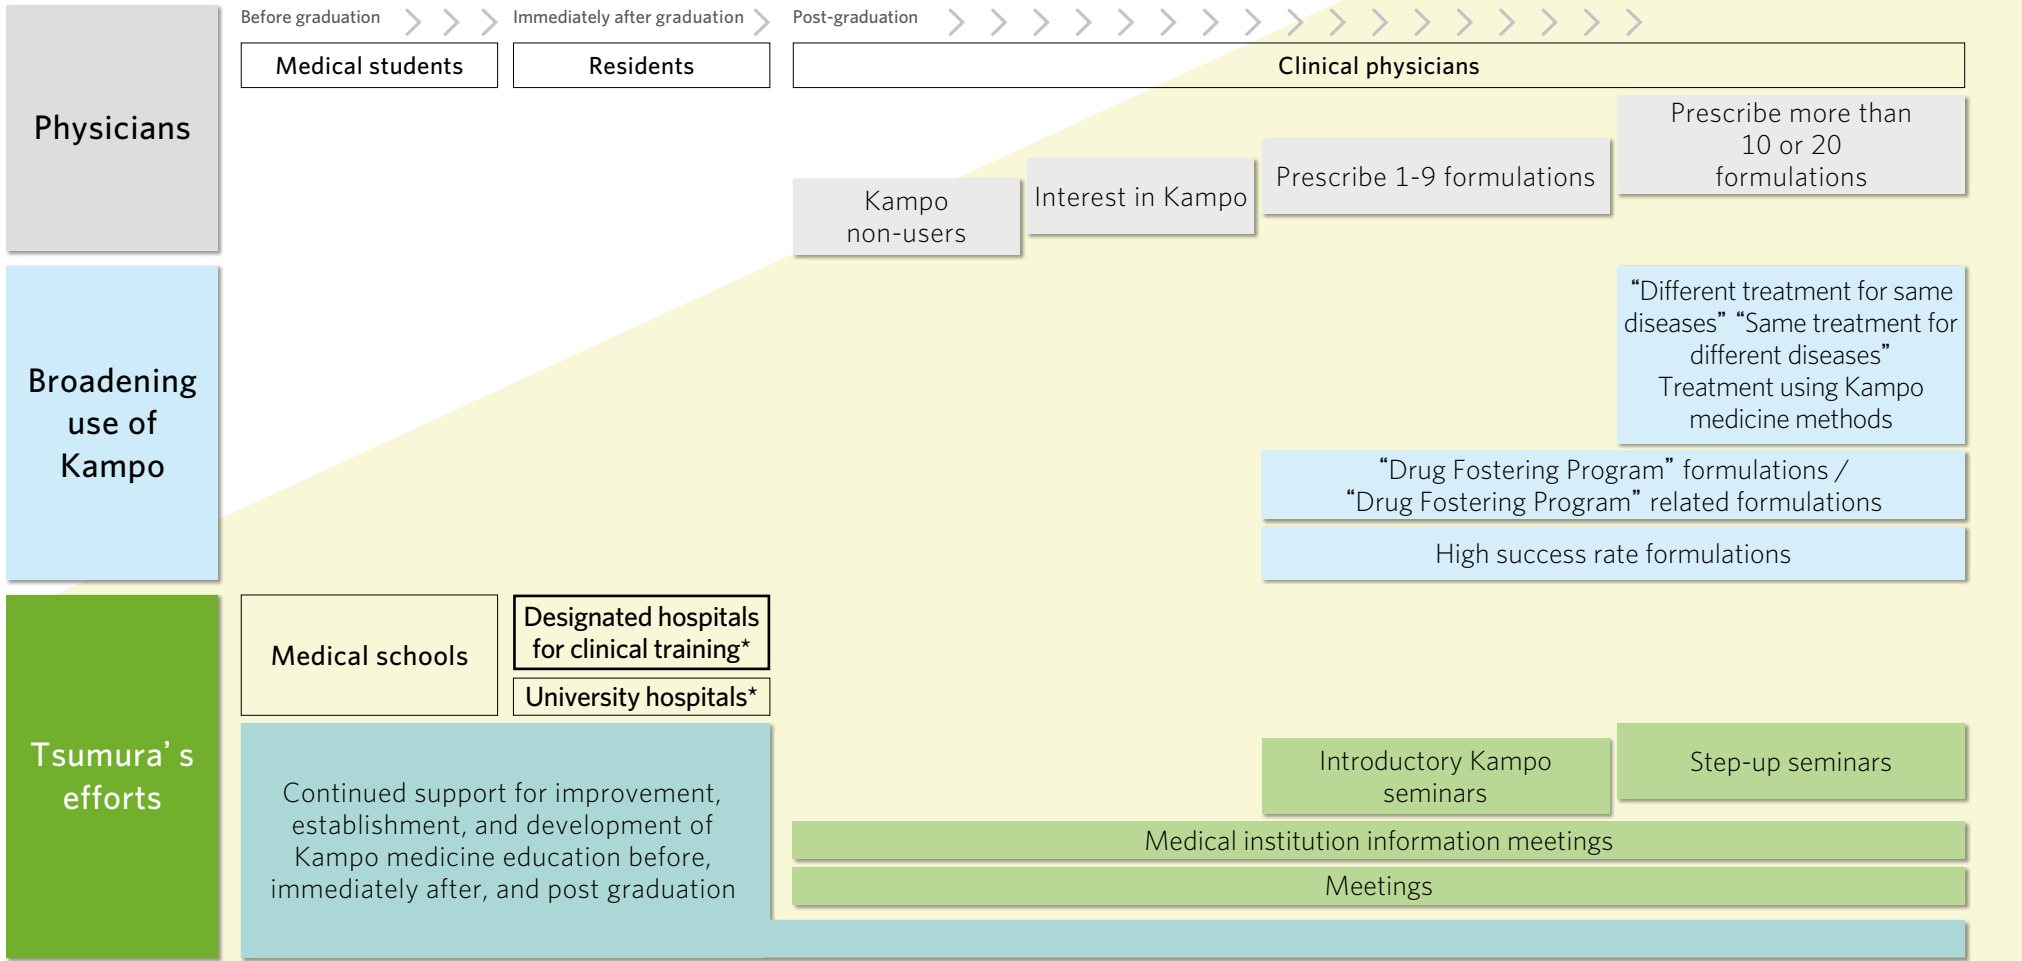 Before graduation
Immediately after graduation
Post-graduation
Medical students
Residents
Clinical physicians
Physicians
Kampo
non-users
Interest in Kampo
Prescribe 1-9 formulations
Prescribe more than
10 or 20
formulations
Broadening
use of
Kampo
“Different treatment for same
diseases” “Same treatment for
different diseases”
Treatment using Kampo
medicine methods
“Drug Fostering Program” formulations /
“Drug Fostering Program” related formulations
High success rate formulations
Tsumura’s
efforts
Medical schools
Designated hospitals
for clinical training*
University hospitals*
Continued support for improvement,
establishment, and development of
Kampo medicine education before,
immediately after, and post graduation
Introductory Kampo
seminars
Step-up seminars
Medical institution information meetings
Meetings